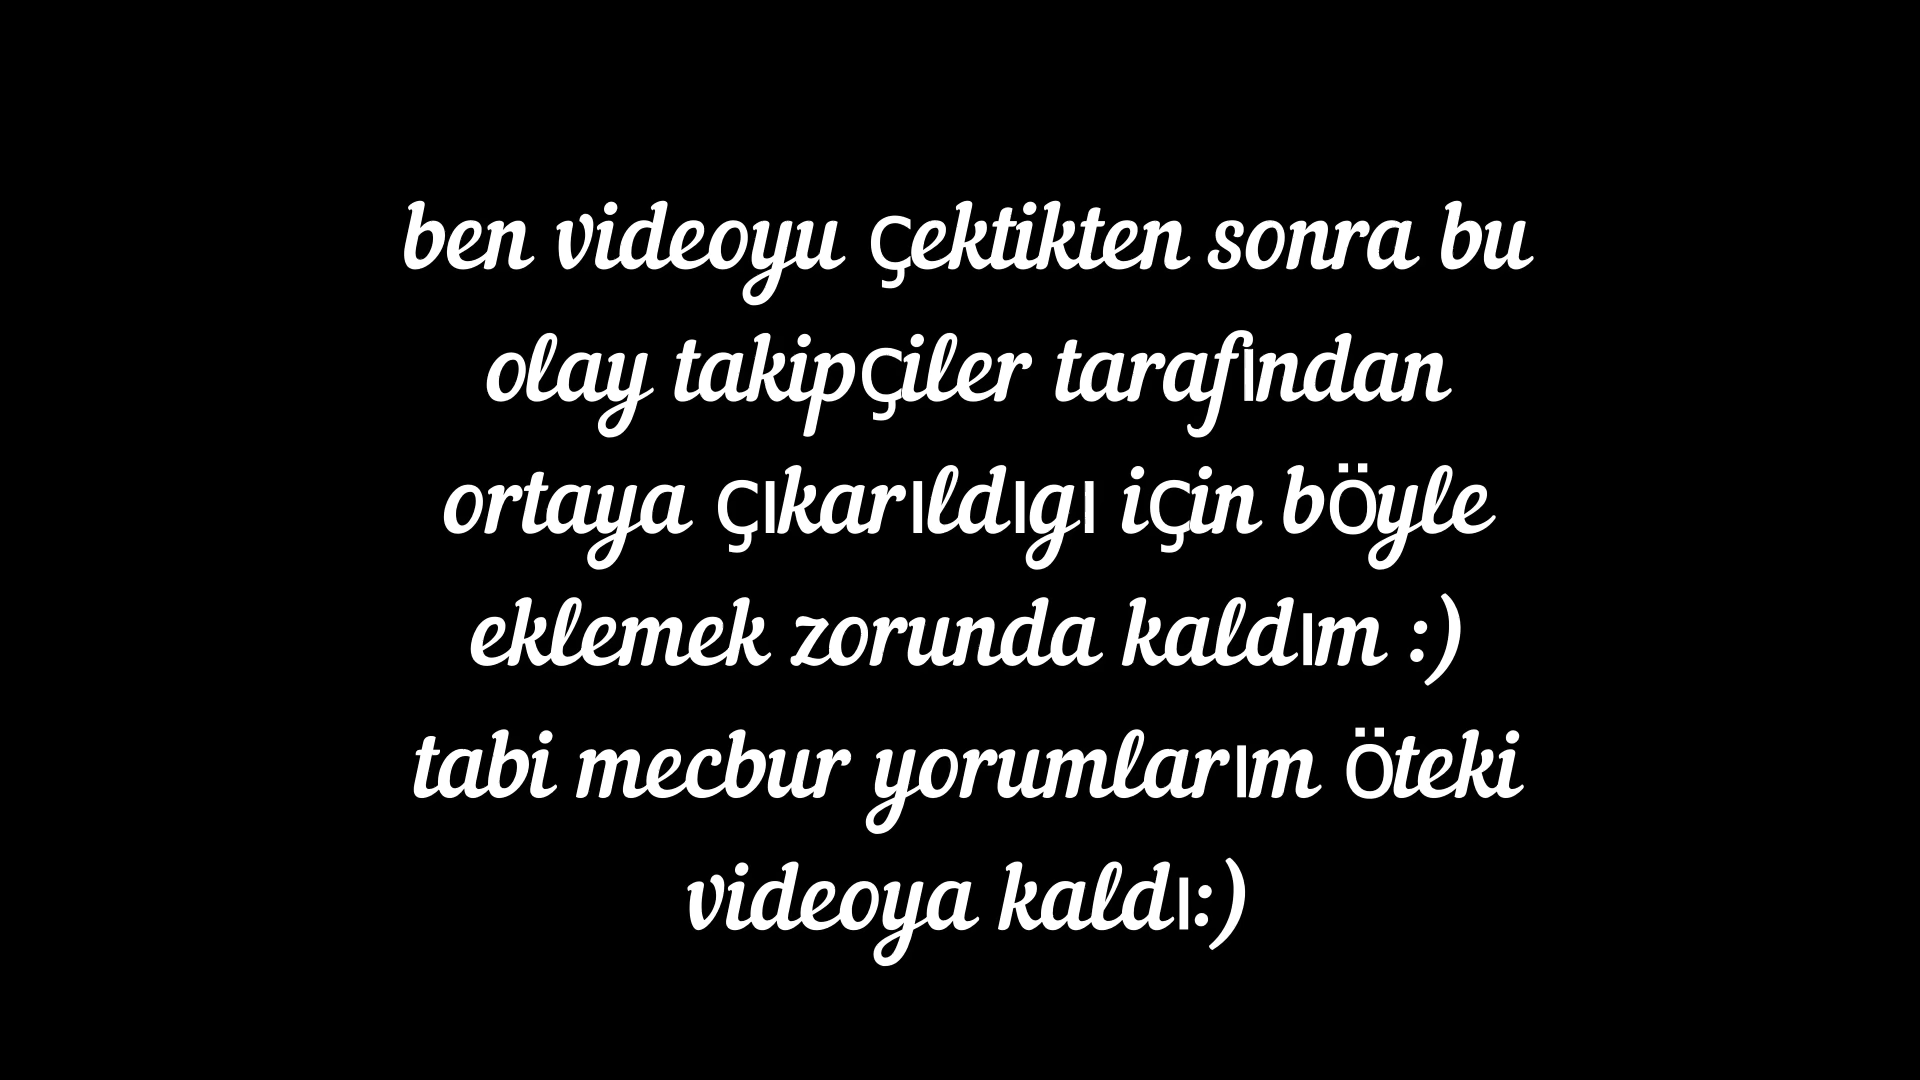 ben videoyu çektikten sonra bu
olay takipçiler tarafından
ortaya çıkarıldıgı için böyle
eklemek zorunda kaldım :)
tabi mecbur yorumlarım öteki
videoya kaldı:)